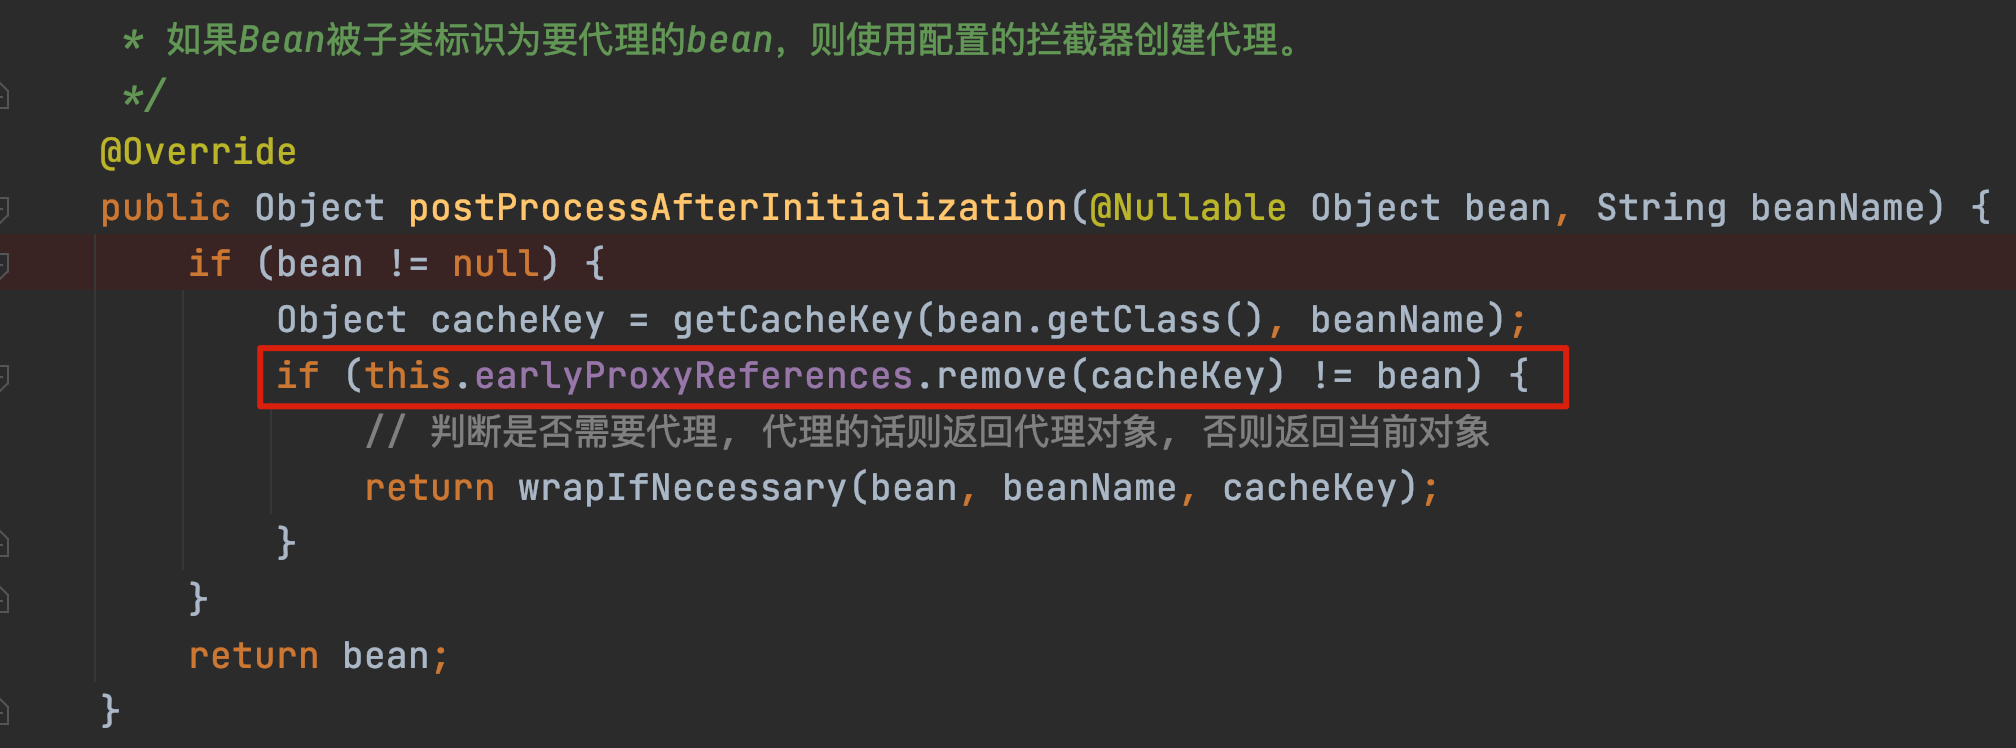 * 如果Bean被子类标识为要代理的bean，则使用配置的拦截器创建代理。
*/
@Override
public Object postProcessAfterInitialization(@Nullable Object bean, String beanName) {
if (bean != null) {
Object cacheKey = getCacheKey(bean.getClass(), beanName);
if (this.earlyProxyReferences.remove(cacheKey) != bean) {
// 判断是否需要代理, 代理的话则返回代理对象, 否则返回当前对象
return wrapIfNecessary(bean, beanName, cacheKey);
}
}
return bean;
}